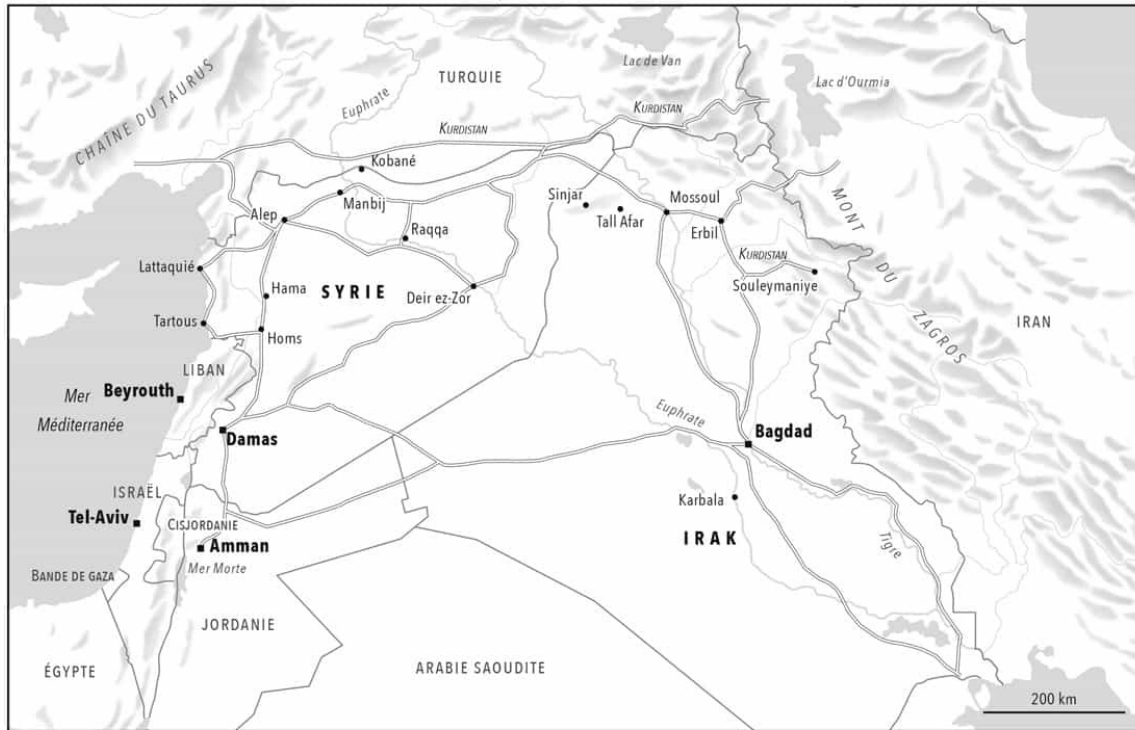 Lac de Van
TURQUIE
Lac d'Ourmia
CHAÎNE DU TAURUS
Euphrate
KURDISTAN
KURDISTAN
Kobané
Manbij
Sinjar
Mossoul
Tall Afar
Alep
Raqqa
Erbil
MONT DU ZAGROS
KURDISTAN
Lattaquié
Souleymaniye
Hama
SYRIE
Deir ez-Zor
Tartous
Homs
IRAN
LIBAN
Mer
Méditerranée
Beyrouth
Euphrate
Damas
Bagdad
ISRAËL
Karbala
Tel-Aviv
CISJORDANIE
IRAK
Tigre
Amman
Mer Morte
BANDE DE GAZA
JORDANIE
ÉGYPTE
ARABIE SAOUDITE
200 km